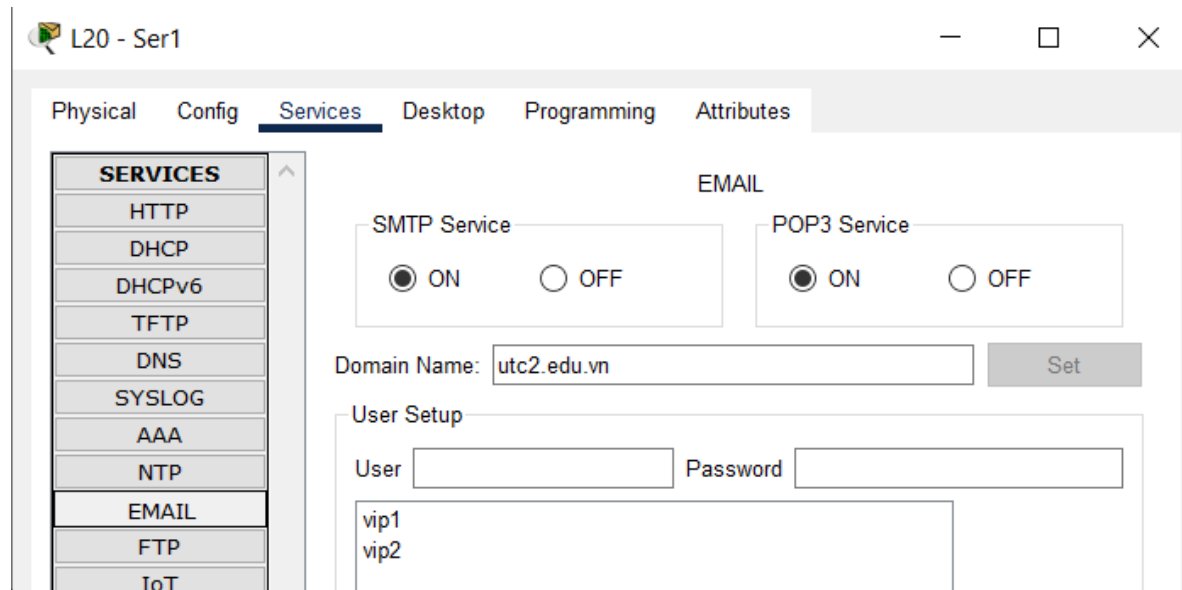 L20 - Ser1
Physical Config Services Desktop Programming Attributes
SERVICES
HTTP
DHCP
DHCPv6
TFTP
DNS
SYSLOG
AAA
NTP
EMAIL
FTP
IoT
EMAIL
SMTP Service
ON OFF
POP3 Service
ON OFF
Domain Name: utc2.edu.vn Set
User Setup
User Password
vip1
vip2